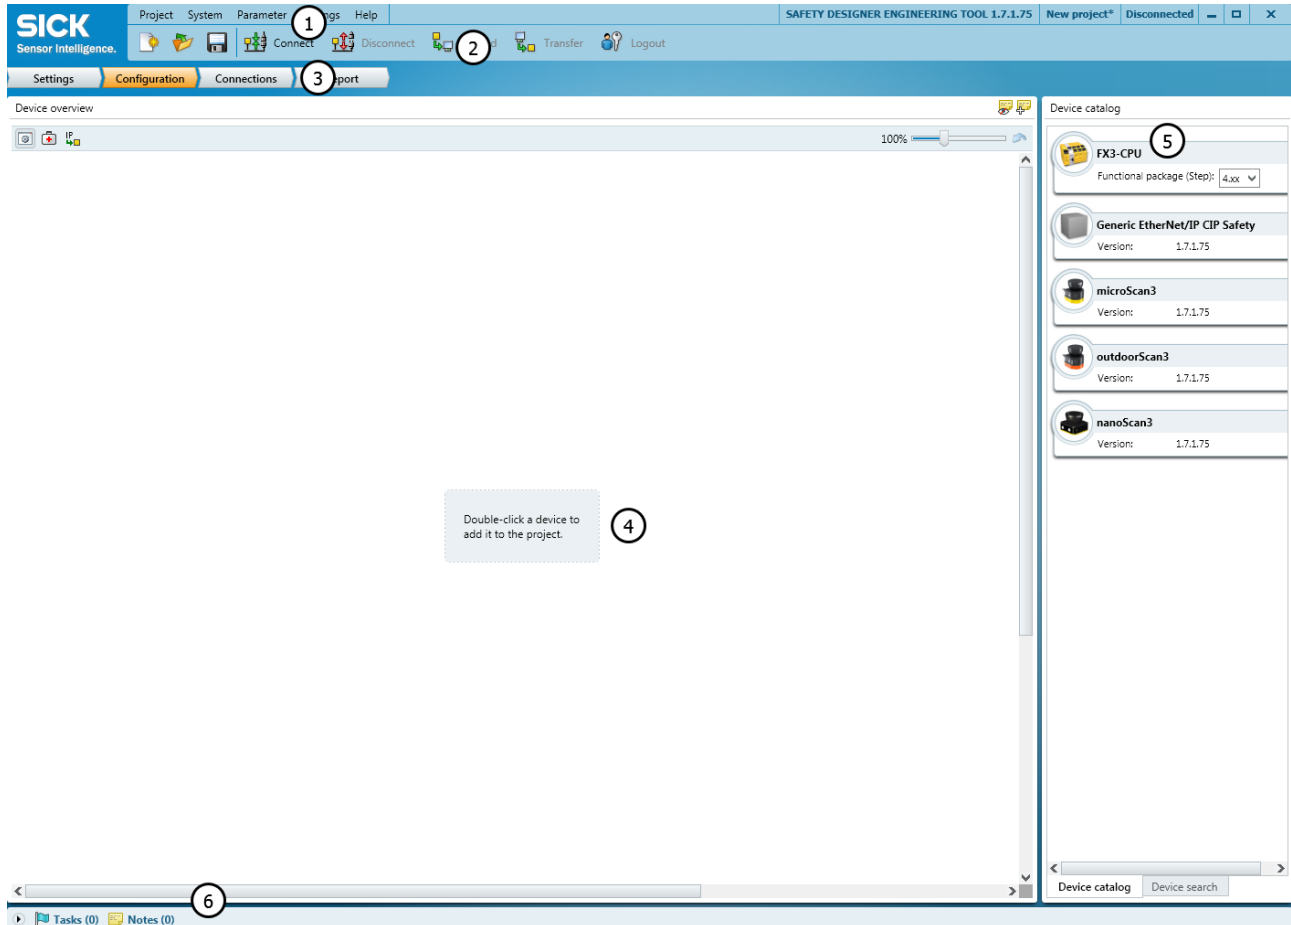 SICK
Sensor Intelligence.
Project System Parameter ngs Help
SAFETY DESIGNER ENGINEERING TOOL 1.7.1.75 New project* Disconnected
1
Connect Disconnect 2 d Transfer Logout
Settings Configuration Connections 3 port
Device overview
Device catalog
IP
100%
5
FX3-CPU
Functional package (Step): 4.xx
Generic EtherNet/IP CIP Safety
Version: 1.7.1.75
microScan3
Version: 1.7.1.75
outdoorScan3
Version: 1.7.1.75
nanoScan3
Version: 1.7.1.75
Double-click a device to
add it to the project.
4
Device catalog Device search
6
Tasks (0) Notes (0)